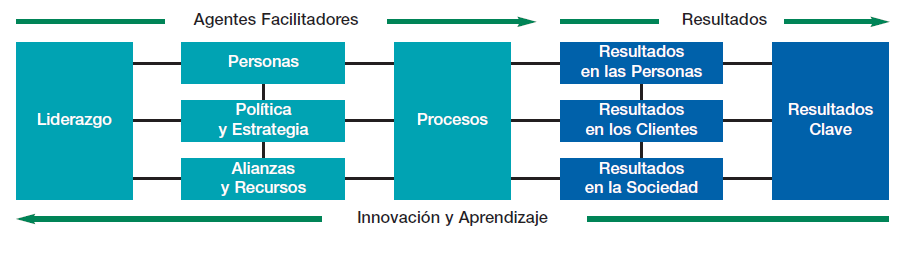 Agentes Facilitadores
Resultados
Liderazgo
Personas
Política
y Estrategia
Alianzas
y Recursos
Procesos
Resultados
en las Personas
Resultados
en los Clientes
Resultados
en la Sociedad
Resultados
Clave
Innovación y Aprendizaje